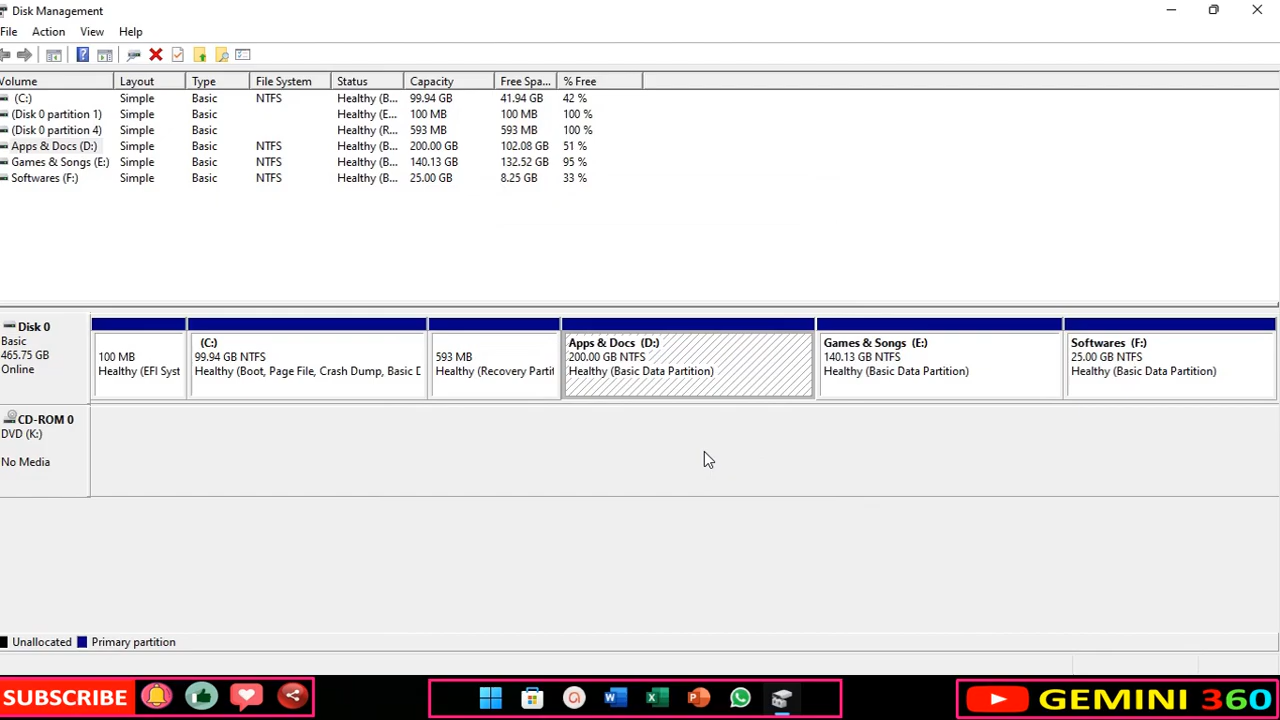 Disk Management
File Action View Help
Volume Layout Type File System Status Capacity Free Spa... % Free
(C:) Simple Basic NTFS Healthy (B... 99.94 GB 41.94 GB 42 %
(Disk 0 partition 1) Simple Basic Healthy (E... 100 MB 100 MB 100 %
(Disk 0 partition 4) Simple Basic Healthy (R... 593 MB 593 MB 100 %
Apps & Docs (D:) Simple Basic NTFS Healthy (B... 200.00 GB 102.08 GB 51 %
Games & Songs (E:) Simple Basic NTFS Healthy (B... 140.13 GB 132.52 GB 95 %
Softwares (F:) Simple Basic NTFS Healthy (B... 25.00 GB 8.25 GB 33 %
Disk 0
Basic
465.75 GB
Online
100 MB
Healthy (EFI Syst
(C:)
99.94 GB NTFS
Healthy (Boot, Page File, Crash Dump, Basic D
593 MB
Healthy (Recovery Partit
Apps & Docs (D:)
200.00 GB NTFS
Healthy (Basic Data Partition)
Games & Songs (E:)
140.13 GB NTFS
Healthy (Basic Data Partition)
Softwares (F:)
25.00 GB NTFS
Healthy (Basic Data Partition)
CD-ROM 0
DVD (K:)
No Media
Unallocated Primary partition
SUBSCRIBE
GEMINI 360